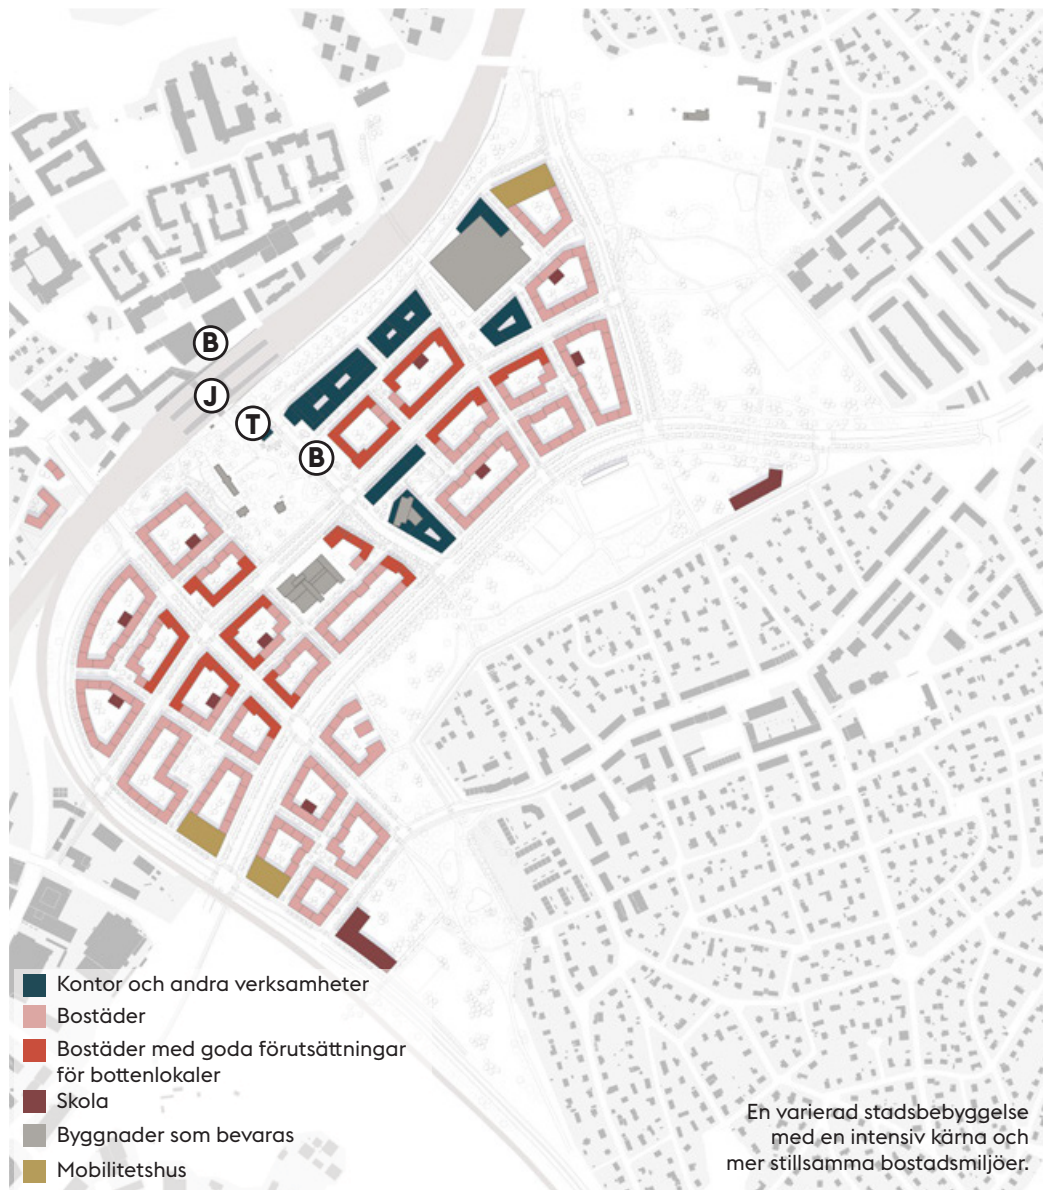 B
J
T
B
Kontor och andra verksamheter
Bostäder
Bostäder med goda förutsättningar
för bottenlokaler
Skola
Byggnader som bevaras
Mobilitetshus
En varierad stadsbebyggelse
med en intensiv kärna och
mer stillsamma bostadsmiljöer.